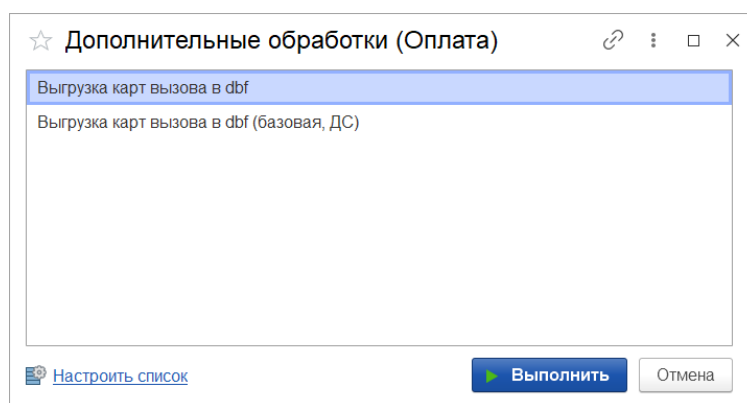 Дополнительные обработки (Оплата)
Выгрузка карт вызова в dbf
Выгрузка карт вызова в dbf (базовая, ДС)
Настроить список
Выполнить
Отмена